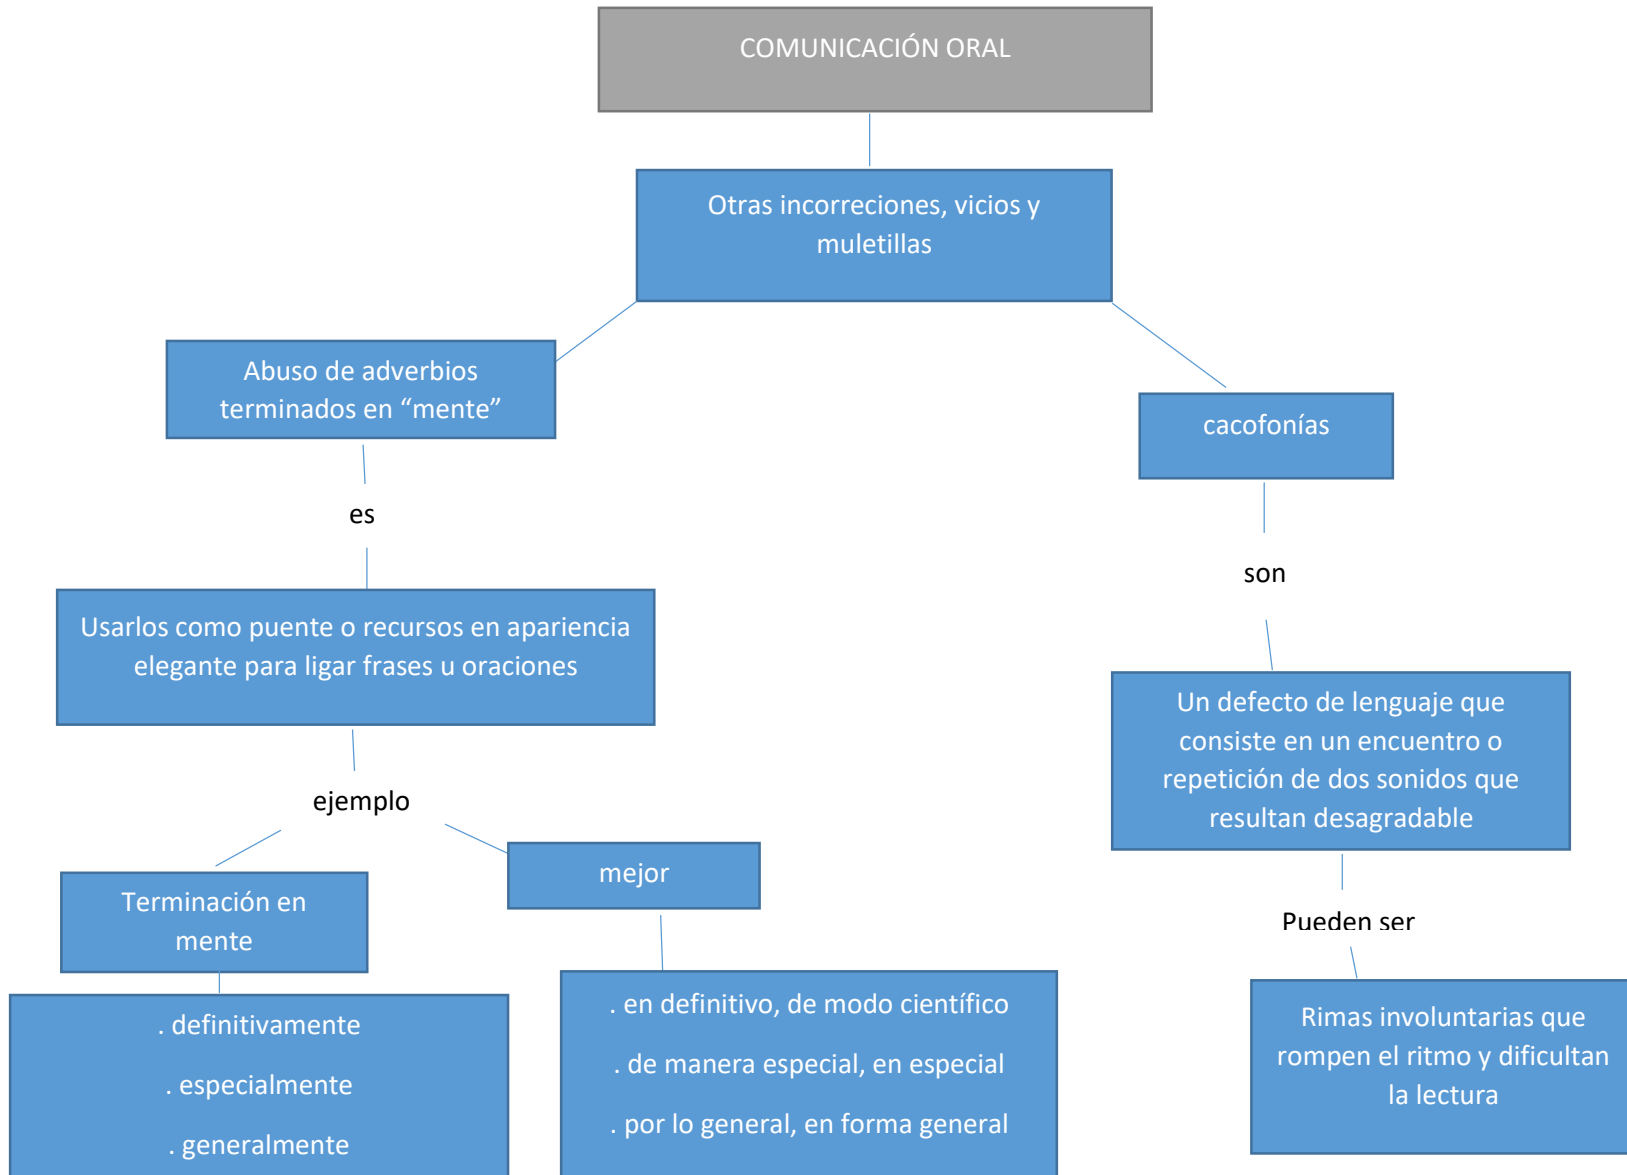 COMUNICACIÓN ORAL
Otras incorreciones, vicios y
muletillas
Abuso de adverbios
terminados en “mente”
cacofonías
es
son
Usarlos como puente o recursos en apariencia
elegante para ligar frases u oraciones
Un defecto de lenguaje que
consiste en un encuentro o
repetición de dos sonidos que
resultan desagradable
ejemplo
Terminación en
mente
mejor
Pueden ser
. definitivamente
. especialmente
. generalmente
. en definitivo, de modo científico
. de manera especial, en especial
. por lo general, en forma general
Rimas involuntarias que
rompen el ritmo y dificultan
la lectura